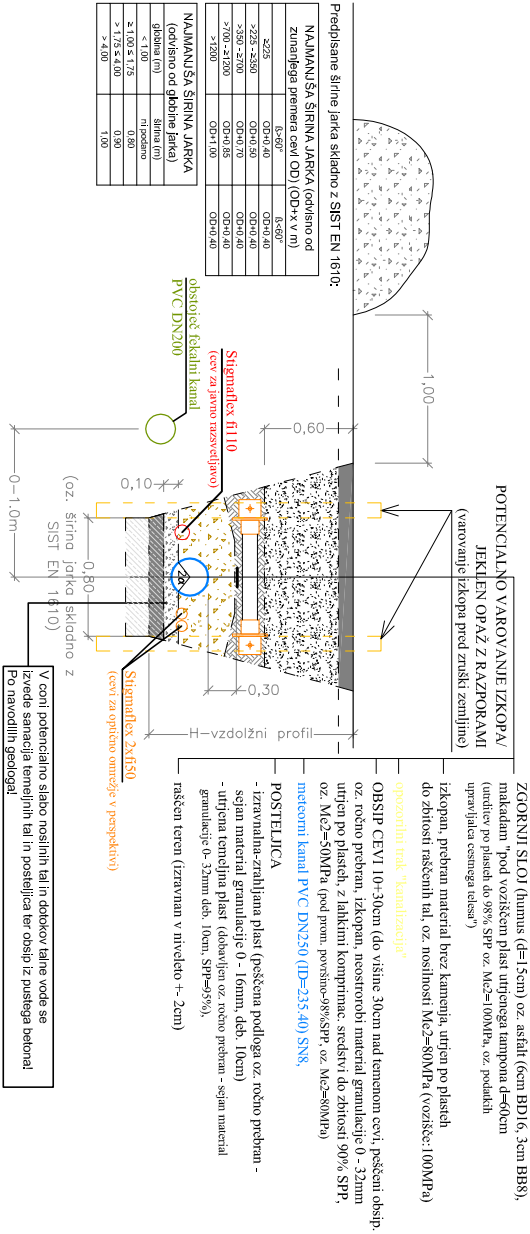 Predpisane širine jarka skladno z SIST EN 1610:
NAJMANJŠA ŠIRINA JARKA (odvisno od
zunanjega premera cevi OD) (OD+x v m)
ß>60° ß<60°
≥225 OD+0,40 OD+0,40
>225 - ≥350 OD+0,50 OD+0,40
>350 - ≥700 OD+0,70 OD+0,40
>700 - ≥1200 OD+0,85 OD+0,40
>1200 OD+1,00 OD+0,40
NAJMANJŠA ŠIRINA JARKA
(odvisno od globine jarka)
globina (m) širina (m)
< 1,00 ni podano
≥ 1,00 ≤ 1,75 0,80
> 1,75 ≤ 4,00 0,90
> 4,00 1,00
1,00
0,60
0,10
0,30
0,80
(oz. širina jarka skladno z
SIST EN 1610)
0-1.0m
H-vzdolžni profil
2α
obstoječ fekalni kanal
PVC DN200
Stigmaflex fi110
(cev za javno razsvetljavo)
Stigmaflex 2xfi50
(cevi za optično omrežje v perspektivi)
POTENCIALNO VAROVANJE IZKOPA/
JEKLEN OPAŽ Z RAZPORAMI
(varovanje izkopa pred zruški zemljine)
ZGORNJI SLOJ (humus (d=15cm) oz. asfalt (6cm BD16, 3cm BB8),
makadam "pod voziščem plast utrjenega tampona d=60cm
(utrditev po plasteh do 98% SPP oz. Me2=100MPa, oz. podatkih
upravljalca cestnega telesa")
izkopan, prebran material brez kamenja, utrjen po plasteh
do zbitosti raščenih tal, oz. nosilnosti Me2=80MPa (vozišče:100MPa)
opozorilni trak "kanalizacija"
OBSIP CEVI 10+30cm (do višine 30cm nad temenom cevi, peščeni obsip.
oz. ročno prebran, izkopan, neostrorobi material granulacije 0 - 32mm
utrjen po plasteh, z lahkimi komprimac. sredstvi do zbitosti 90% SPP,
oz. Me2=50MPa (pod prom. površino-98%SPP, oz. Me2=80MPa)
meteorni kanal PVC DN250 (ID=235.40) SN8,
POSTELJICA
- izravnalna-zrahljana plast (peščena podloga oz. ročno prebran -
sejan material granulacije 0 - 16mm, deb. 10cm)
- utrjena temeljna plast (dobavljen oz. ročno prebran - sejan material
granulacije 0- 32mm deb. 10cm, SPP=95%),
raščen teren (izravnan v niveleto +- 2cm)
V coni potencialno slabo nosilnih tal in dotokov talne vode se
izvede sanacija temeljnih tal in posteljica ter obsip iz pustega betona!
Po navodilih geologa!